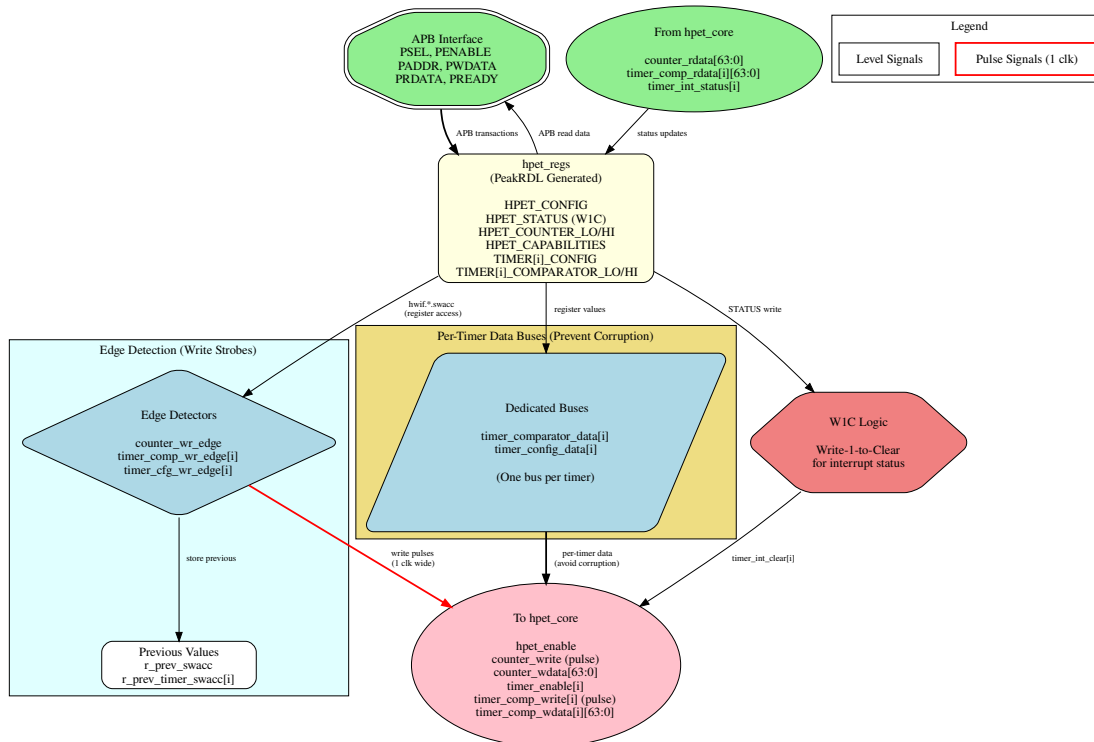 APB Interface
PSEL, PENABLE
PADDR, PWDATA
PRDATA, PREADY
From hpet_core
counter_rdata[63:0]
timer_comp_rdata[i][63:0]
timer_int_status[i]
Legend
Level Signals
Pulse Signals (1 clk)
APB transactions
APB read data
status updates
hpet_regs
(PeakRDL Generated)
HPET_CONFIG
HPET_STATUS (W1C)
HPET_COUNTER_LO/HI
HPET_CAPABILITIES
TIMER[i]_CONFIG
TIMER[i]_COMPARATOR_LO/HI
hwif.*.swacc
(register access)
register values
STATUS write
Edge Detection (Write Strobes)
Edge Detectors
counter_wr_edge
timer_comp_wr_edge[i]
timer_cfg_wr_edge[i]
Per-Timer Data Buses (Prevent Corruption)
Dedicated Buses
timer_comparator_data[i]
timer_config_data[i]
(One bus per timer)
W1C Logic
Write-1-to-Clear
for interrupt status
store previous
write pulses
(1 clk wide)
per-timer data
(avoid corruption)
timer_int_clear[i]
Previous Values
r_prev_swacc
r_prev_timer_swacc[i]
To hpet_core
hpet_enable
counter_write (pulse)
counter_wdata[63:0]
timer_enable[i]
timer_comp_write[i] (pulse)
timer_comp_wdata[i][63:0]